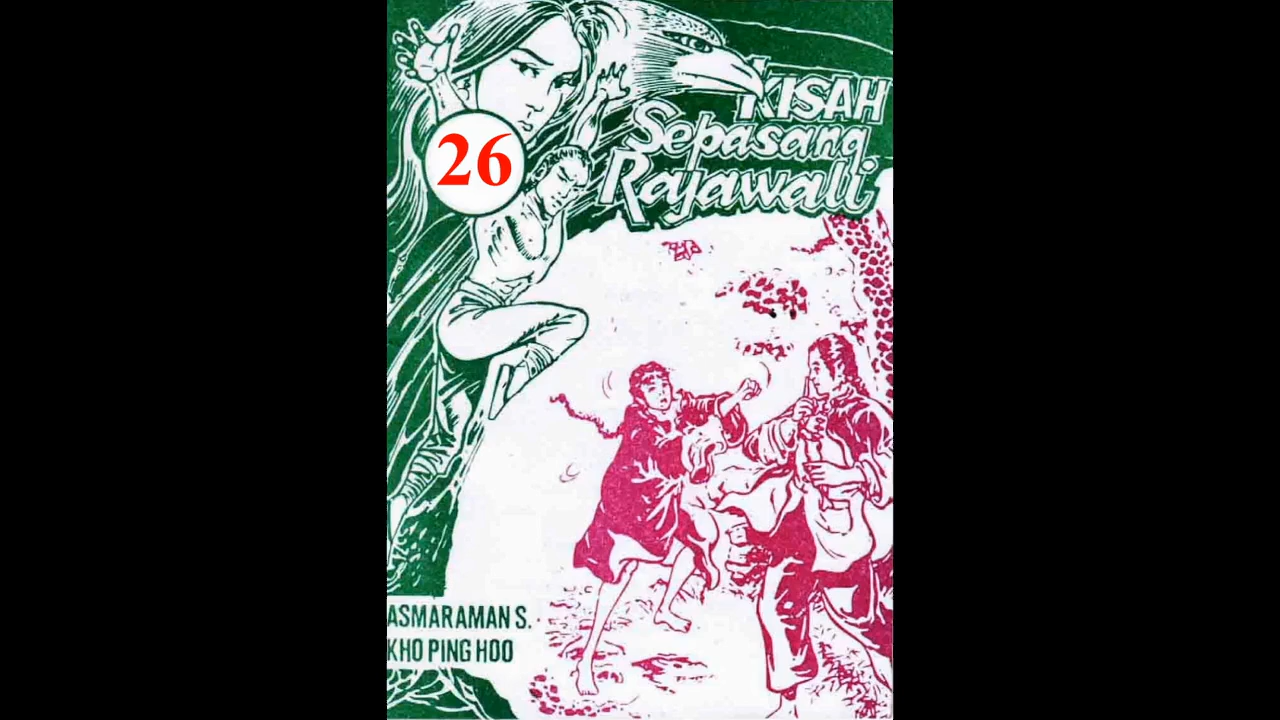 KISAH
Sepasang
Rajawali
26
ASMARAMAN S.
KHO PING HOO